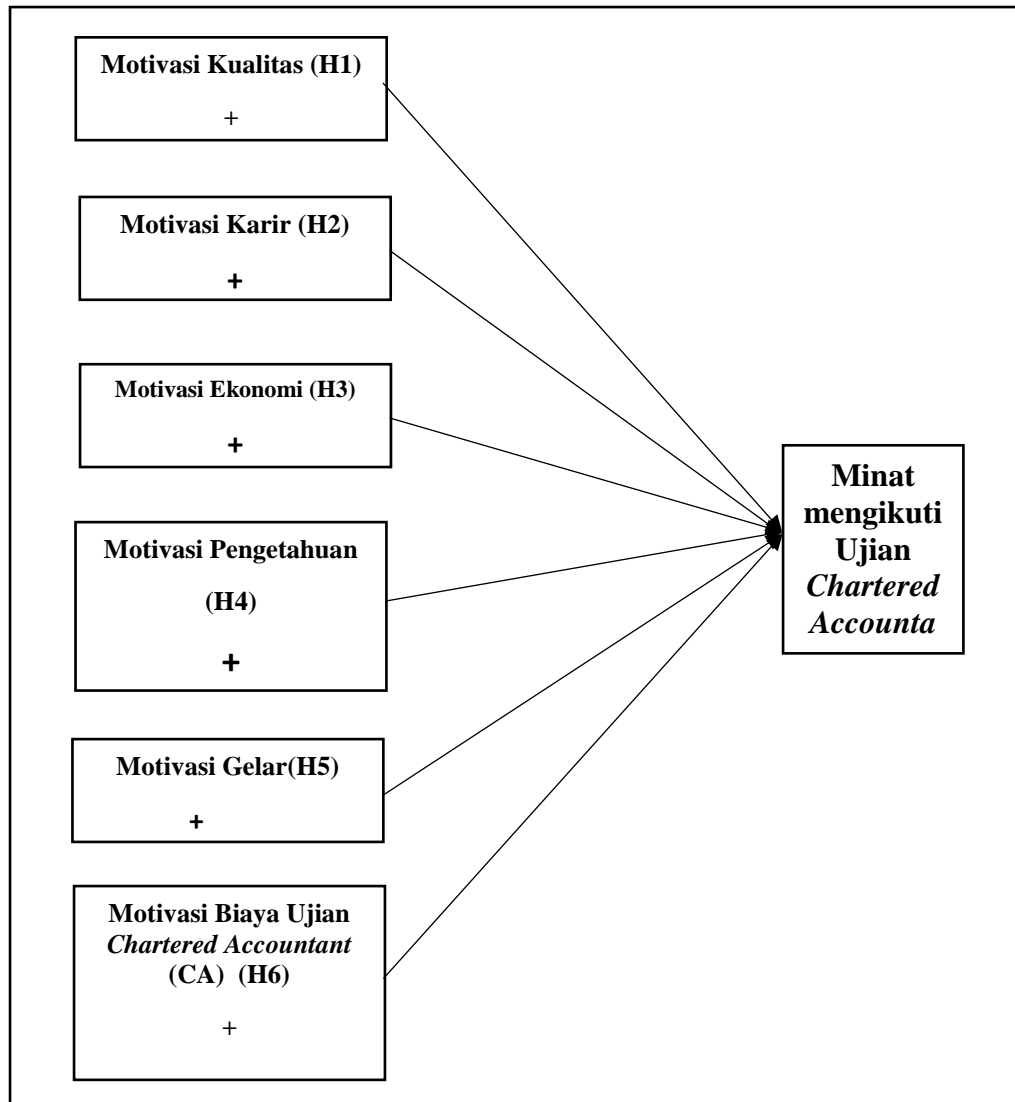 Motivasi Kualitas (H1)
+
Motivasi Karir (H2)
+
Motivasi Ekonomi (H3)
+
Motivasi Pengetahuan
(H4)
+
Motivasi Gelar(H5)
+
Motivasi Biaya Ujian
Chartered Accountant
(CA) (H6)
+
Minat
mengikuti
Ujian
Chartered
Accounta